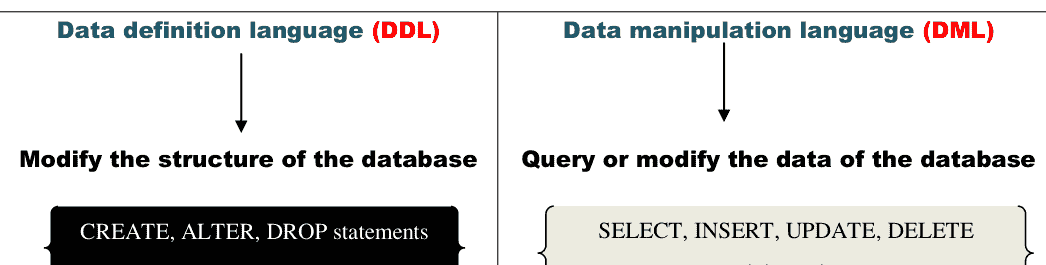 Data definition language (DDL)
Modify the structure of the database
CREATE, ALTER, DROP statements
Data manipulation language (DML)
Query or modify the data of the database
SELECT, INSERT, UPDATE, DELETE